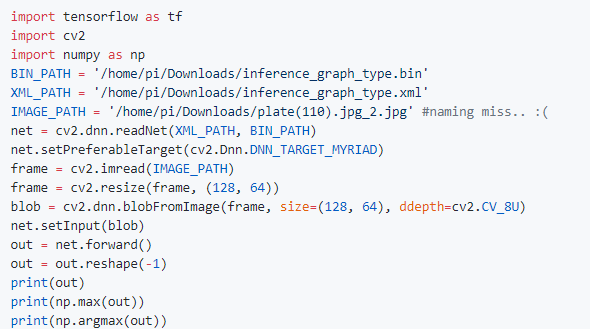 import tensorflow as tf
import cv2
import numpy as np
BIN_PATH = '/home/pi/Downloads/inference_graph_type.bin'
XML_PATH = '/home/pi/Downloads/inference_graph_type.xml'
IMAGE_PATH = '/home/pi/Downloads/plate(110).jpg_2.jpg' #naming miss.. :(
net = cv2.dnn.readNet(XML_PATH, BIN_PATH)
net.setPreferableTarget(cv2.Dnn.DNN_TARGET_MYRIAD)
frame = cv2.imread(IMAGE_PATH)
frame = cv2.resize(frame, (128, 64))
blob = cv2.dnn.blobFromImage(frame, size=(128, 64), ddepth=cv2.CV_8U)
net.setInput(blob)
out = net.forward()
out = out.reshape(-1)
print(out)
print(np.max(out))
print(np.argmax(out))